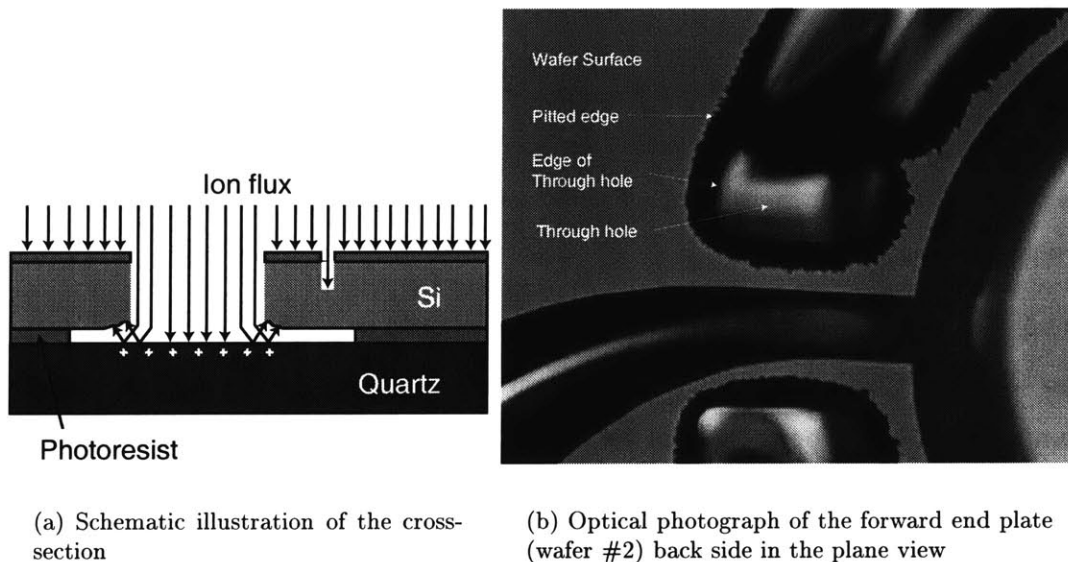 Ion flux
Si
Quartz
Photoresist
Wafer Surface
Pitted edge
Edge of
Through hole
Through hole
(a) Schematic illustration of the cross-
section
(b) Optical photograph of the forward end plate
(wafer #2) back side in the plane view